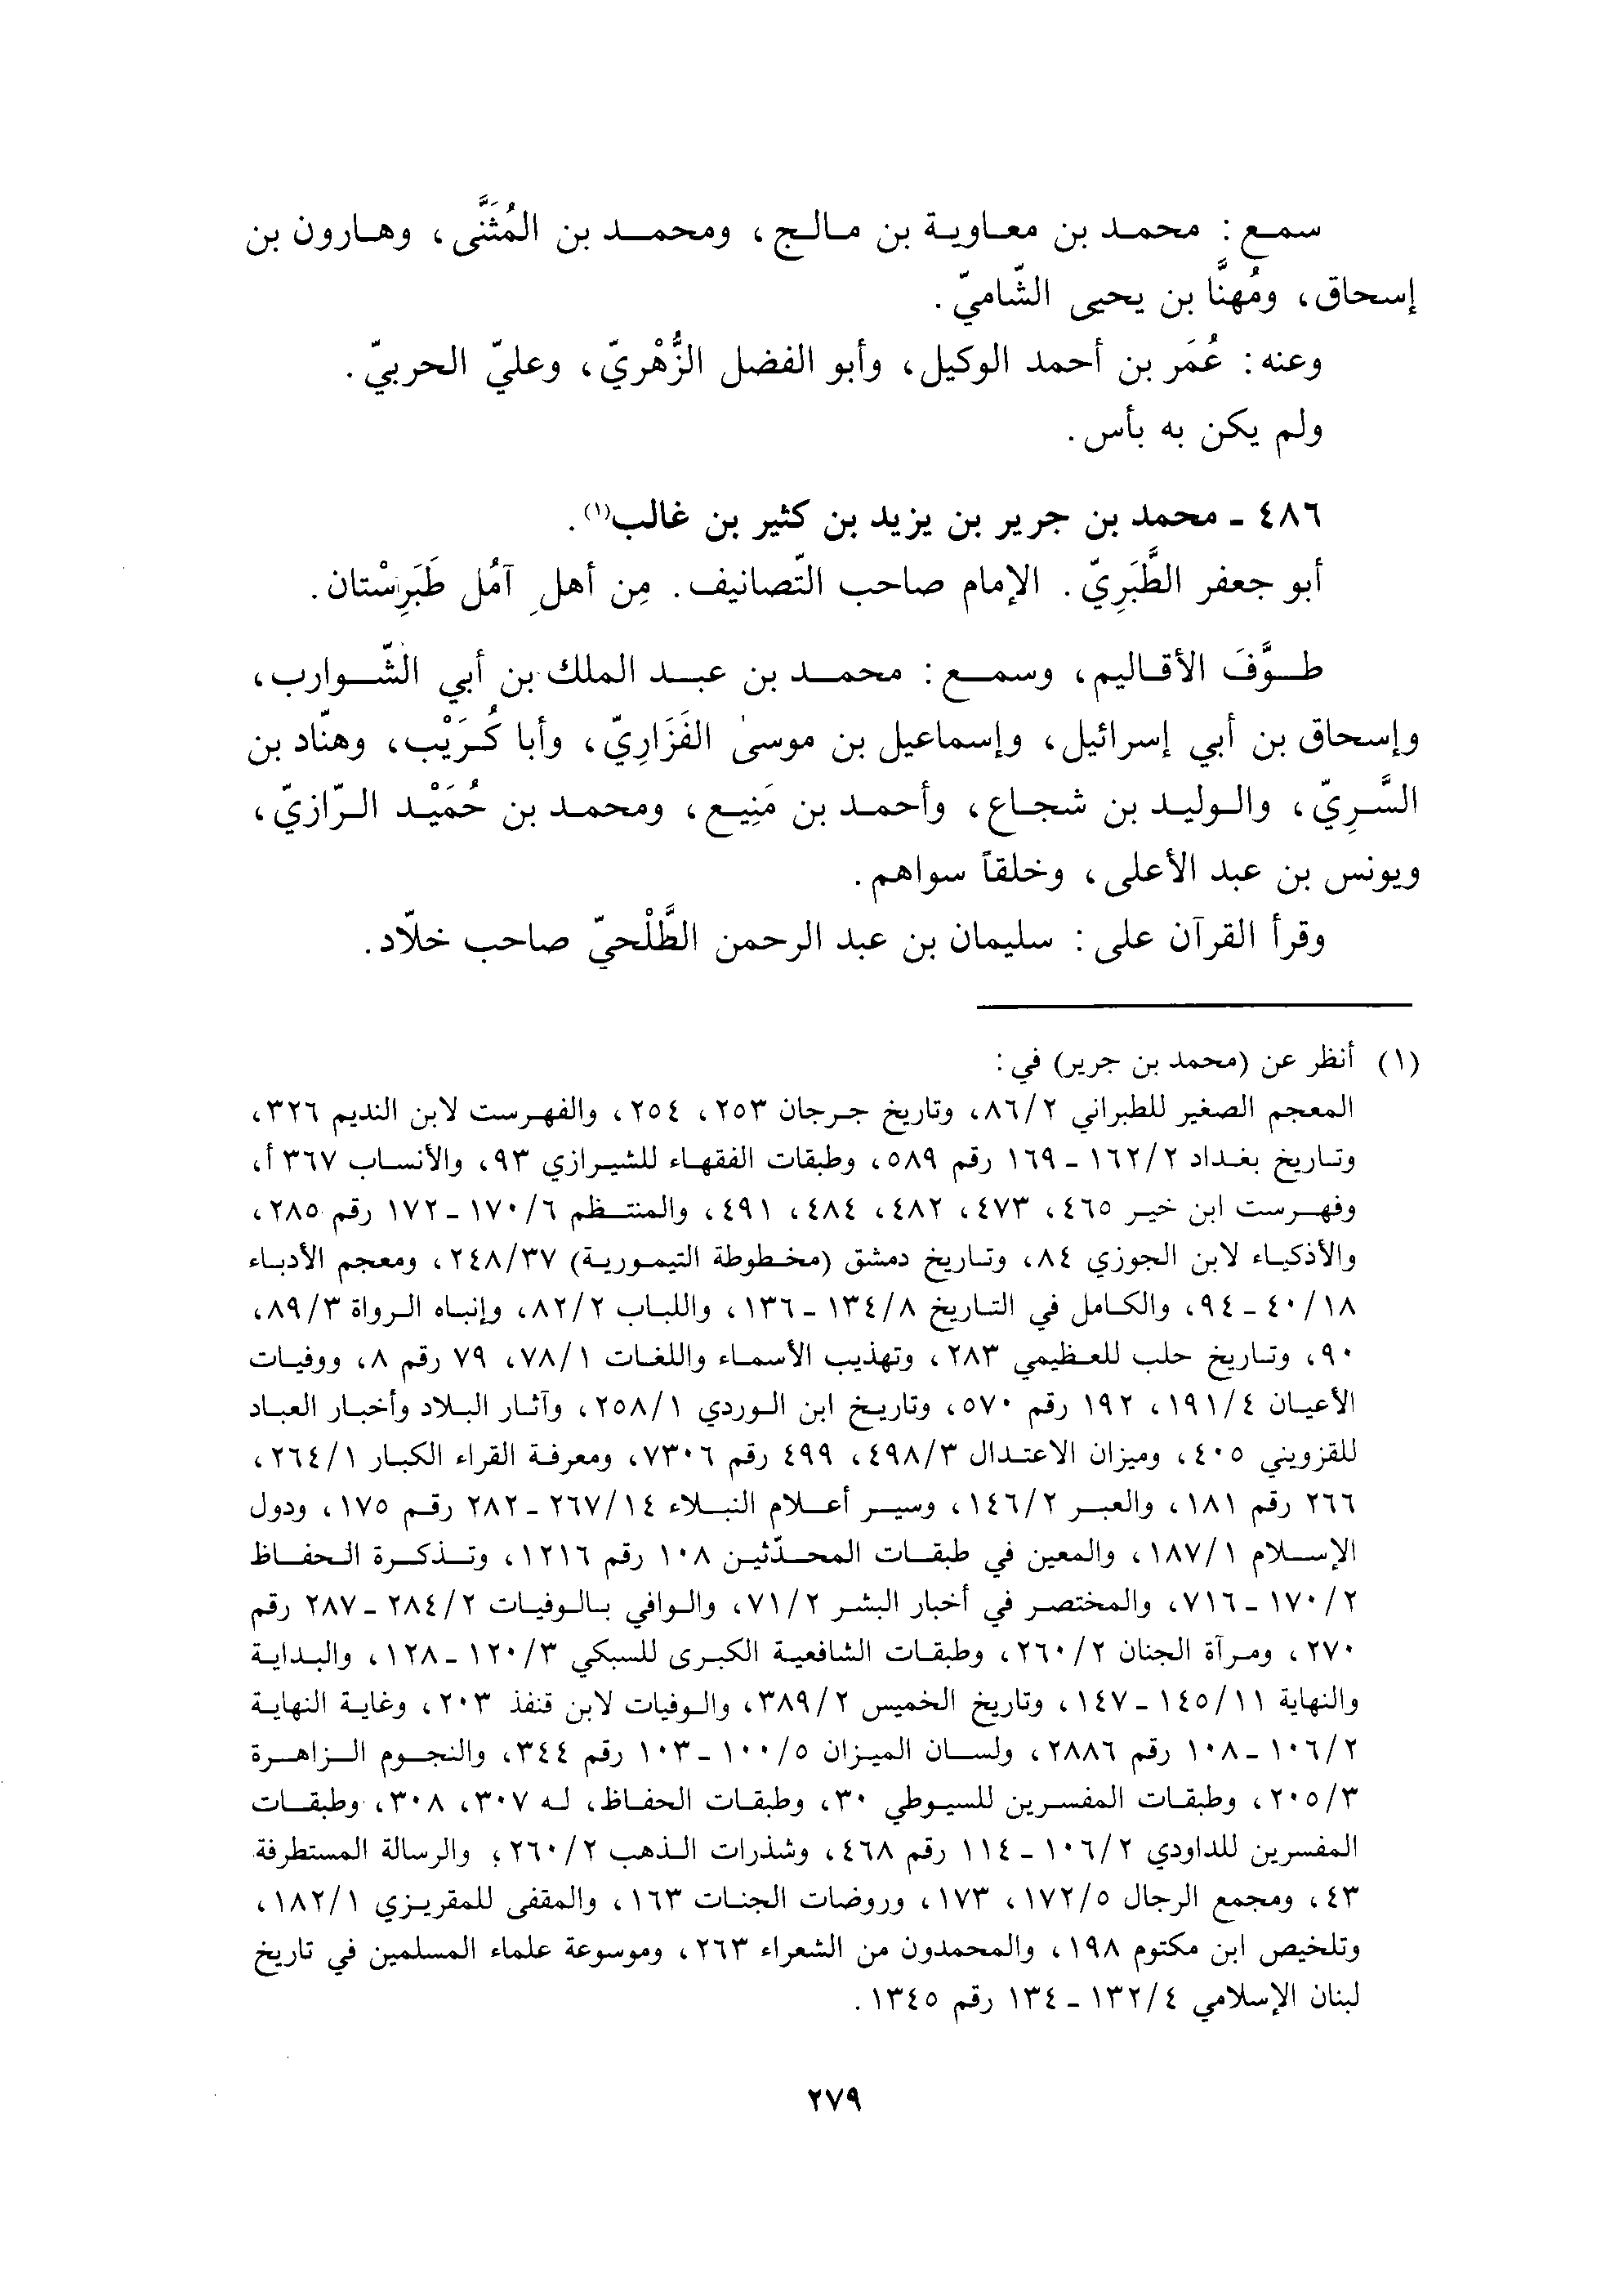 سمع: محمد بن معاوية بن مالج، ومحمد بن المُثَنَّى، وهارون بن
إسحاق، ومُهنَّا بن يحيى الشّاميّ.
وعنه: عُمَر بن أحمد الوكيل، وأبو الفضل الزُّهْريّ، وعليّ الحربيّ.
ولم يكن به بأس.
٤٨٦ - محمد بن جرير بن يزيد بن كثير بن غالب(١).
أبو جعفر الطَّبَرِيّ. الإمام صاحب التّصانيف. مِن أهلِ آمُل طَبَرِسْتان.
طوَّفَ الأقاليم، وسمع: محمد بن عبد الملك بن أبي الشّوارب،
وإسحاق بن أبي إسرائيل، وإسماعيل بن موسىٰ الفَزَارِيّ، وأبا كُرَيْب، وهنّاد بن
السَّرِيّ، والوليد بن شجاع، وأحمد بن مَنِيع، ومحمد بن حُمَيْد الرّازيّ،
ويونس بن عبد الأعلى، وخلقاً سواهم.
وقرأ القرآن على: سليمان بن عبد الرحمن الطَّلْحيّ صاحب خلّاد.
(١) أنظر عن (محمد بن جرير) في:
المعجم الصغير للطبراني ٨٦/٢، وتاريخ جرجان ٢٥٣، ٢٥٤، والفهرست لابن النديم ٣٢٦،
وتاريخ بغداد ١٦٢/٢ - ١٦٩ رقم ٥٨٩، وطبقات الفقهاء للشيرازي ٩٣، والأنساب ٣٦٧ أ،
وفهرست ابن خير ٤٦٥، ٤٧٣، ٤٨٢، ٤٨٤، ٤٩١، والمنتظم ١٧٠/٦ - ١٧٢ رقم ٢٨٥،
والأذكياء لابن الجوزي ٨٤، وتاريخ دمشق (مخطوطة التيمورية) ٢٤٨/٣٧، ومعجم الأدباء
٤٠/١٨ - ٩٤، والكامل في التاريخ ١٣٤/٨ - ١٣٦، واللباب ٨٢/٢، وإنباه الرواة ٨٩/٣،
٩٠، وتاريخ حلب للعظيمي ٢٨٣، وتهذيب الأسماء واللغات ٧٨/١، ٧٩ رقم ٨، ووفيات
الأعيان ١٩١/٤، ١٩٢ رقم ٥٧٠، وتاريخ ابن الوردي ٢٥٨/١، وآثار البلاد وأخبار العباد
للقزويني ٤٠٥، وميزان الاعتدال ٤٩٨/٣، ٤٩٩ رقم ٧٣٠٦، ومعرفة القراء الكبار ٢٦٤/١،
٢٦٦ رقم ١٨١، والعبر ١٤٦/٢، وسير أعلام النبلاء ٢٦٧/١٤ - ٢٨٢ رقم ١٧٥، ودول
الإسلام ١٨٧/١، والمعين في طبقات المحدّثين ١٠٨ رقم ١٢١٦، وتذكرة الحفاظ
١٧٠/٢ - ٧١٦، والمختصر في أخبار البشر ٧١/٢، والوافي بالوفيات ٢٨٤/٢ - ٢٨٧ رقم
٢٧٠، ومرآة الجنان ٢٦٠/٢، وطبقات الشافعية الكبرى للسبكي ١٢٠/٣ - ١٢٨، والبداية
والنهاية ١٤٥/١١ - ١٤٧، وتاريخ الخميس ٣٨٩/٢، والوفيات لابن قنفذ ٢٠٣، وغاية النهاية
١٠٦/٢ - ١٠٨ رقم ٢٨٨٦، ولسان الميزان ١٠٠/٥ - ١٠٣ رقم ٣٤٤، والنجوم الزاهرة
٢٠٥/٣، وطبقات المفسرين للسيوطي ٣٠، وطبقات الحفاظ، له ٣٠٧، ٣٠٨، وطبقات
المفسرين للداودي ١٠٦/٢ - ١١٤ رقم ٤٦٨، وشذرات الذهب ٢٦٠/٢؛ والرسالة المستطرفة
٤٣، ومجمع الرجال ١٧٢/٥، ١٧٣، وروضات الجنات ١٦٣، والمقفى للمقريزي ١٨٢/١،
وتلخيص ابن مكتوم ١٩٨، والمحمدون من الشعراء ٢٦٣، وموسوعة علماء المسلمين في تاريخ
لبنان الإسلامي ١٣٢/٤ - ١٣٤ رقم ١٣٤٥.
٢٧٩